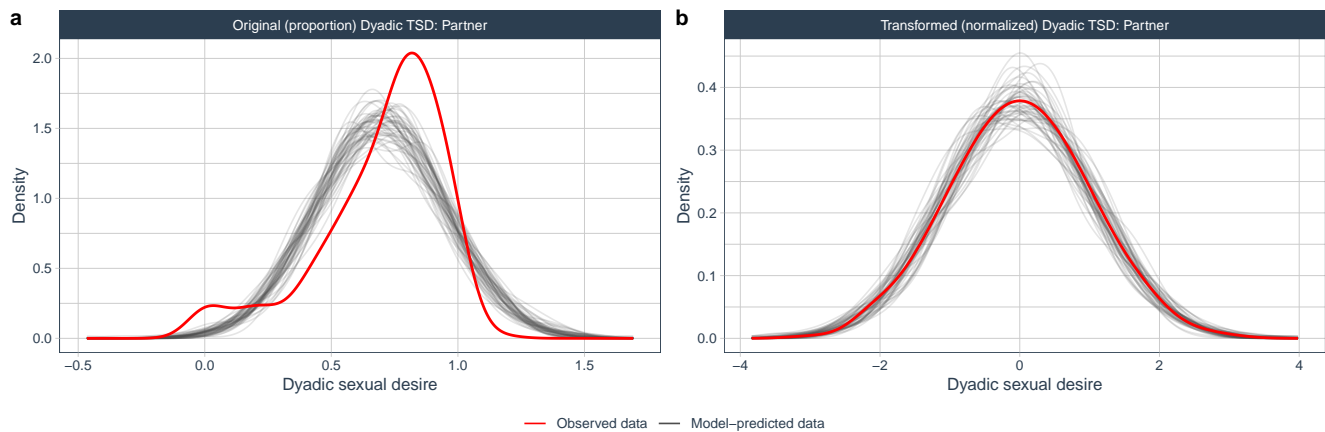 a
Original (proportion) Dyadic TSD: Partner
2.0
1.5
1.0
0.5
0.0
Density
−0.5 0.0 0.5 1.0 1.5
Dyadic sexual desire
b
Transformed (normalized) Dyadic TSD: Partner
0.4
0.3
0.2
0.1
0.0
Density
−4 −2 0 2 4
Dyadic sexual desire
Observed data Model−predicted data